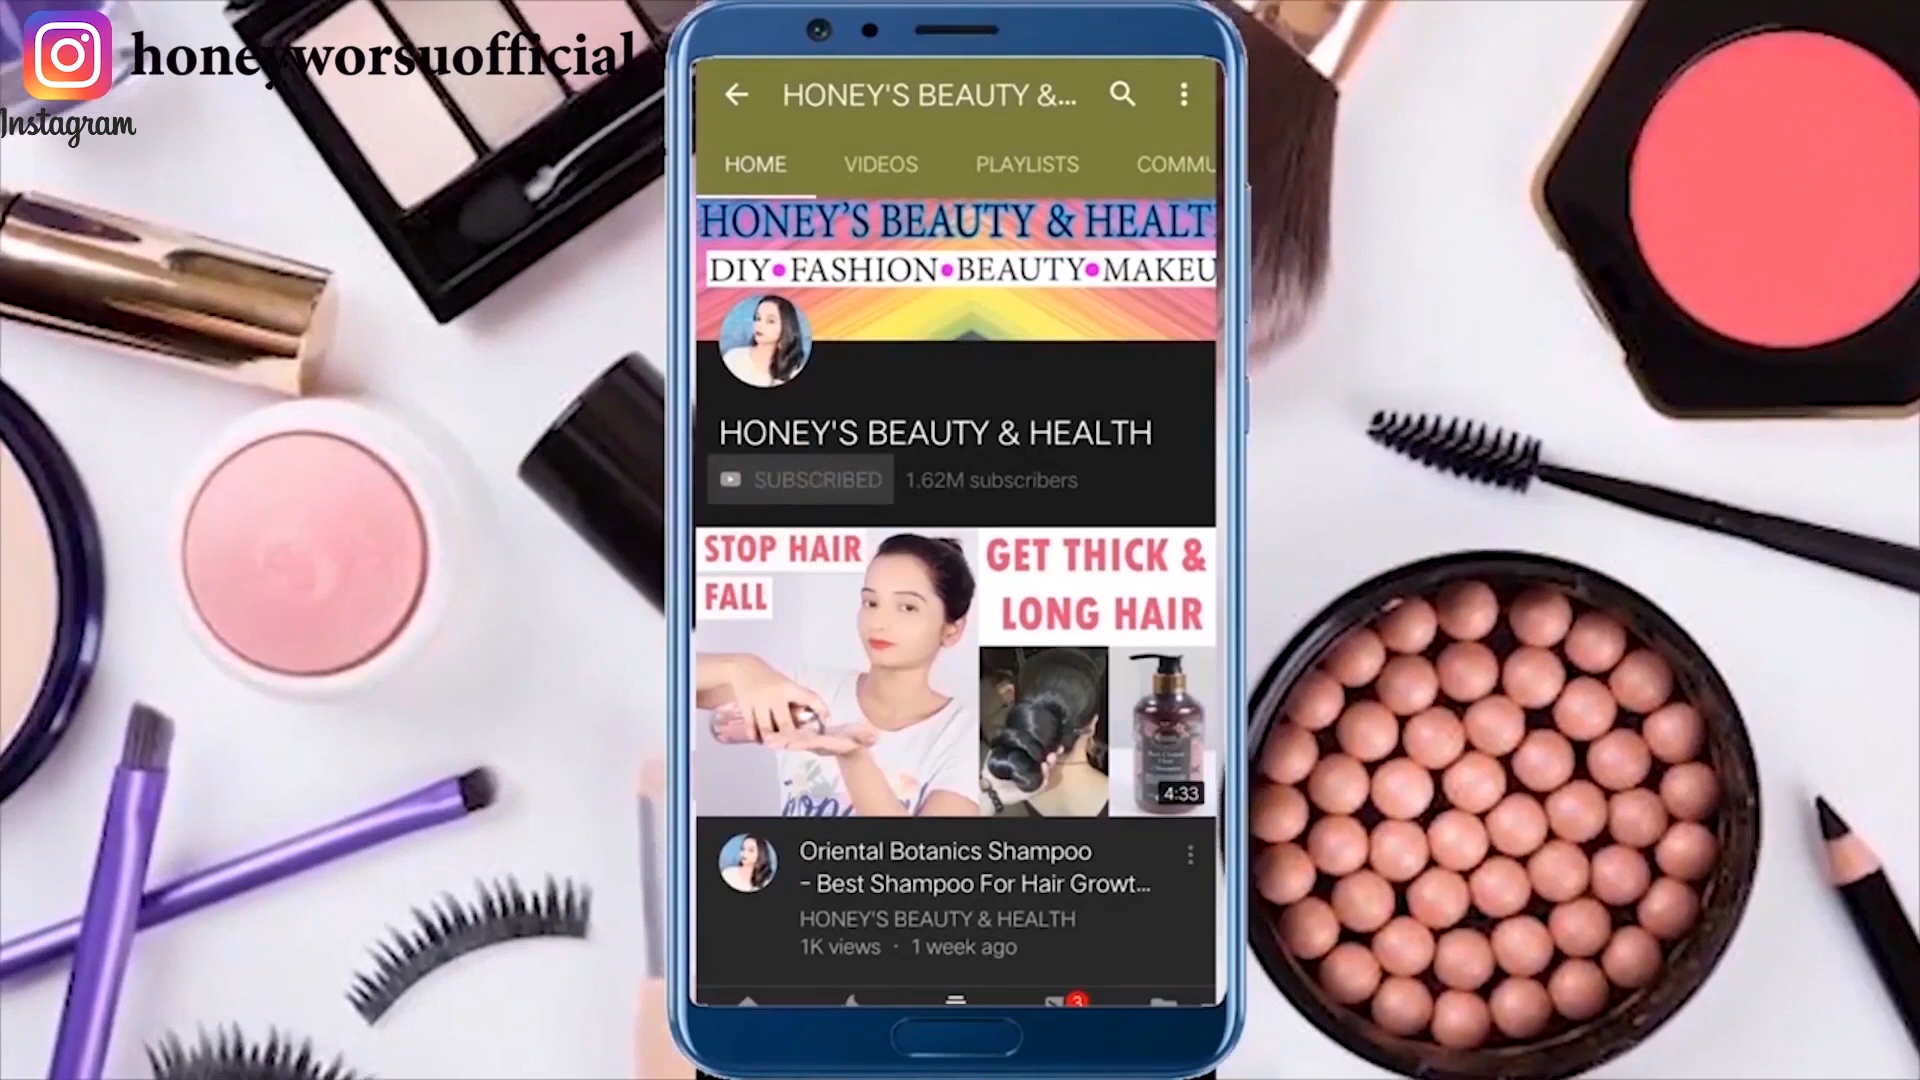 honeyworsuofficial
Instagram
HONEY'S BEAUTY &...
HOME VIDEOS PLAYLISTS COMMU
HONEY'S BEAUTY & HEALT
DIY•FASHION•BEAUTY•MAKEU
HONEY'S BEAUTY & HEALTH
SUBSCRIBED 1.62M subscribers
STOP HAIR
FALL
GET THICK &
LONG HAIR
4:33
Oriental Botanics Shampoo
- Best Shampoo For Hair Growt...
HONEY'S BEAUTY & HEALTH
1K views · 1 week ago
3